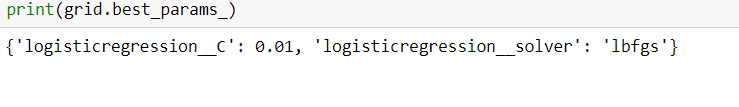 print(grid.best_params_)
{'logisticregression__C': 0.01, 'logisticregression__solver': 'lbfgs'}